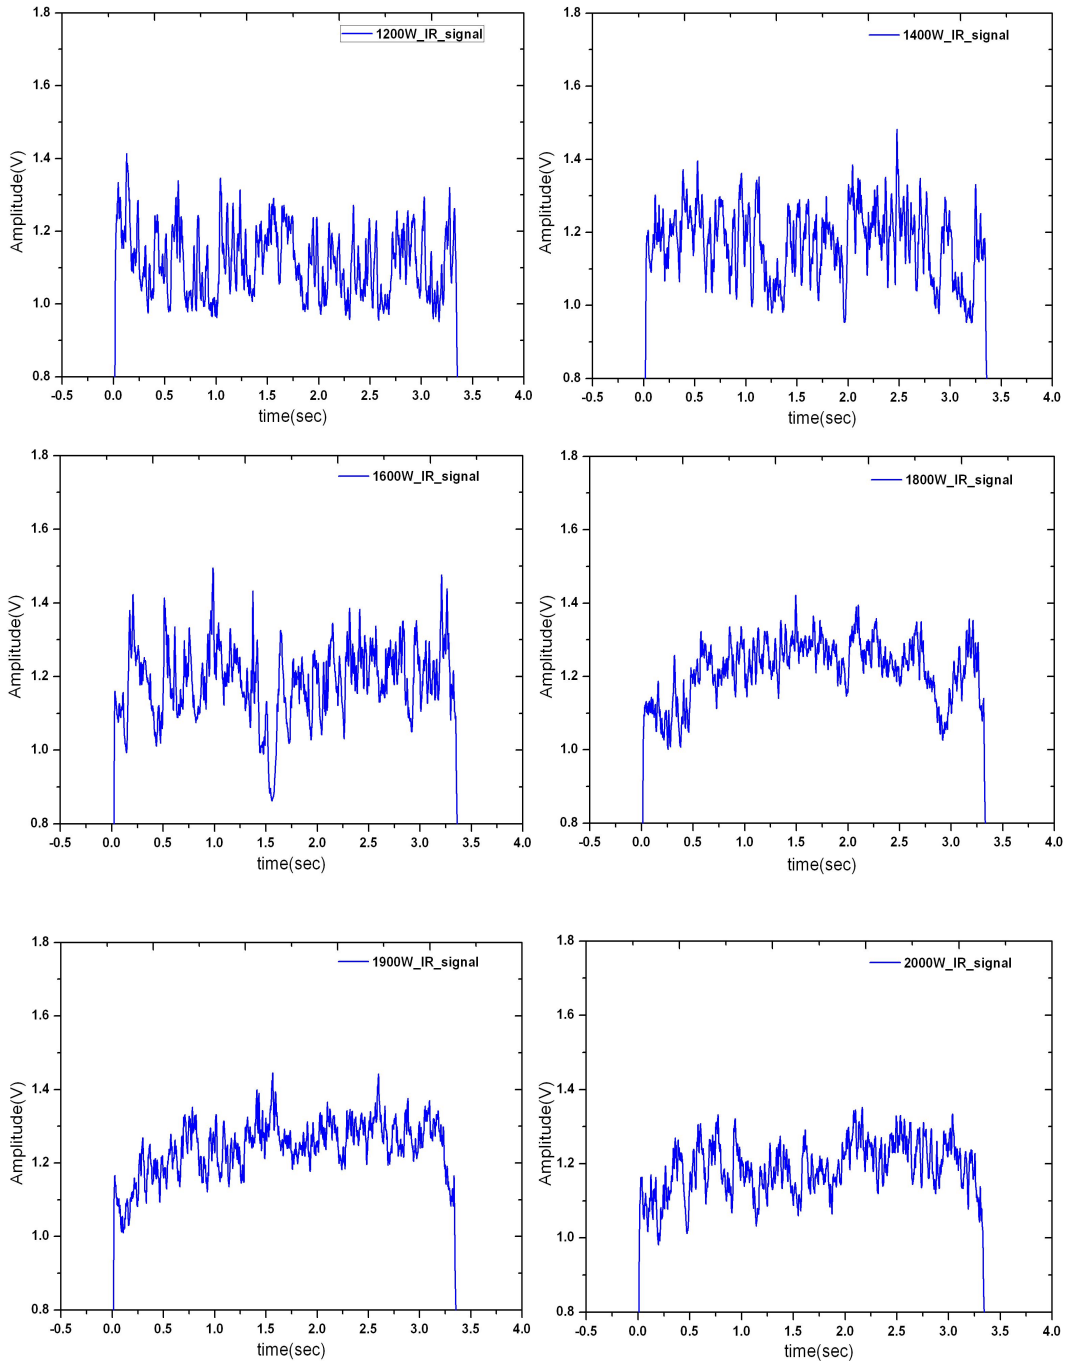 1.8
1.6
1.4
1.2
1.0
0.8
Amplitude(V)
1200W_IR_signal
-0.5 0.0 0.5 1.0 1.5 2.0 2.5 3.0 3.5 4.0
time(sec)
1.8
1.6
1.4
1.2
1.0
0.8
Amplitude(V)
1400W_IR_signal
-0.5 0.0 0.5 1.0 1.5 2.0 2.5 3.0 3.5 4.0
time(sec)
1.8
1.6
1.4
1.2
1.0
0.8
Amplitude(V)
1600W_IR_signal
-0.5 0.0 0.5 1.0 1.5 2.0 2.5 3.0 3.5 4.0
time(sec)
1.8
1.6
1.4
1.2
1.0
0.8
Amplitude(V)
1800W_IR_signal
-0.5 0.0 0.5 1.0 1.5 2.0 2.5 3.0 3.5 4.0
time(sec)
1.8
1.6
1.4
1.2
1.0
0.8
Amplitude(V)
1900W_IR_signal
-0.5 0.0 0.5 1.0 1.5 2.0 2.5 3.0 3.5 4.0
time(sec)
1.8
1.6
1.4
1.2
1.0
0.8
Amplitude(V)
2000W_IR_signal
-0.5 0.0 0.5 1.0 1.5 2.0 2.5 3.0 3.5 4.0
time(sec)